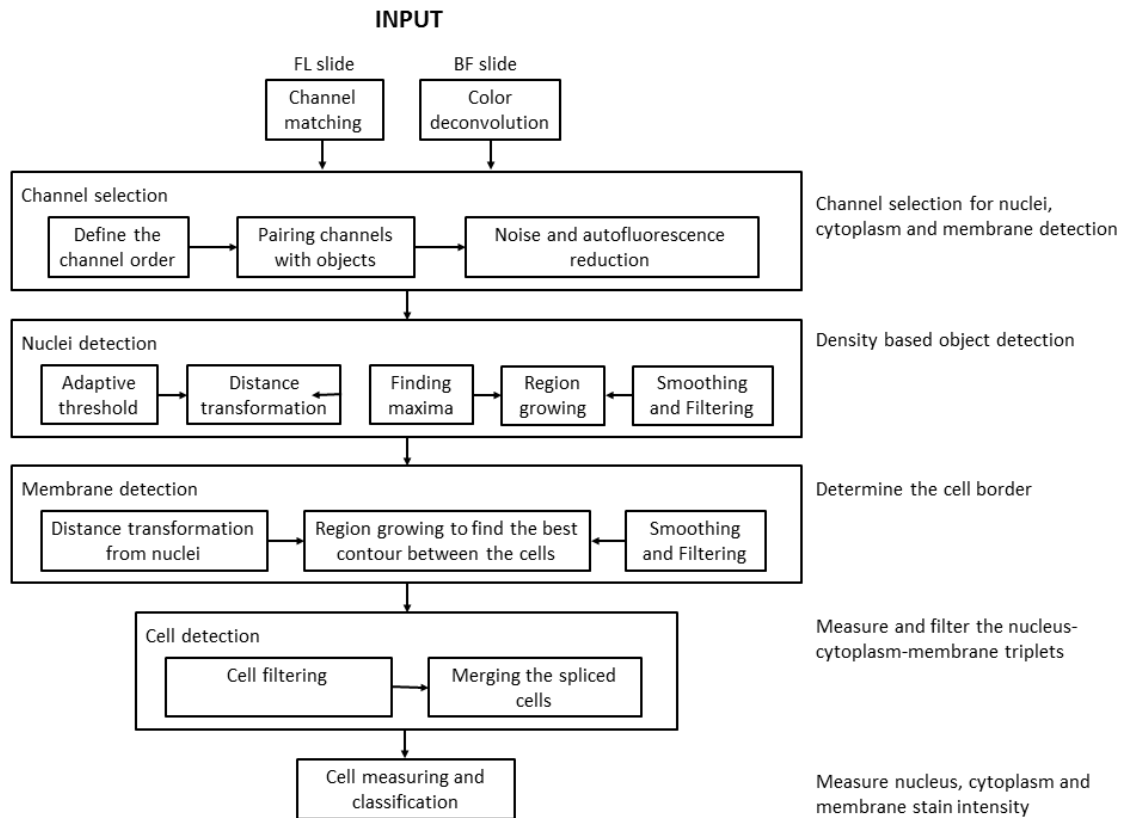 INPUT
FL slide
BF slide
Channel
matching
Color
deconvolution
Channel selection
Define the
channel order
Pairing channels
with objects
Noise and autofluorescence
reduction
Channel selection for nuclei,
cytoplasm and membrane detection
Nuclei detection
Adaptive
threshold
Distance
transformation
Finding
maxima
Region
growing
Smoothing
and Filtering
Density based object detection
Membrane detection
Distance transformation
from nuclei
Region growing to find the best
contour between the cells
Smoothing
and Filtering
Determine the cell border
Cell detection
Cell filtering
Merging the spliced
cells
Measure and filter the nucleus-
cytoplasm-membrane triplets
Cell measuring and
classification
Measure nucleus, cytoplasm and
membrane stain intensity